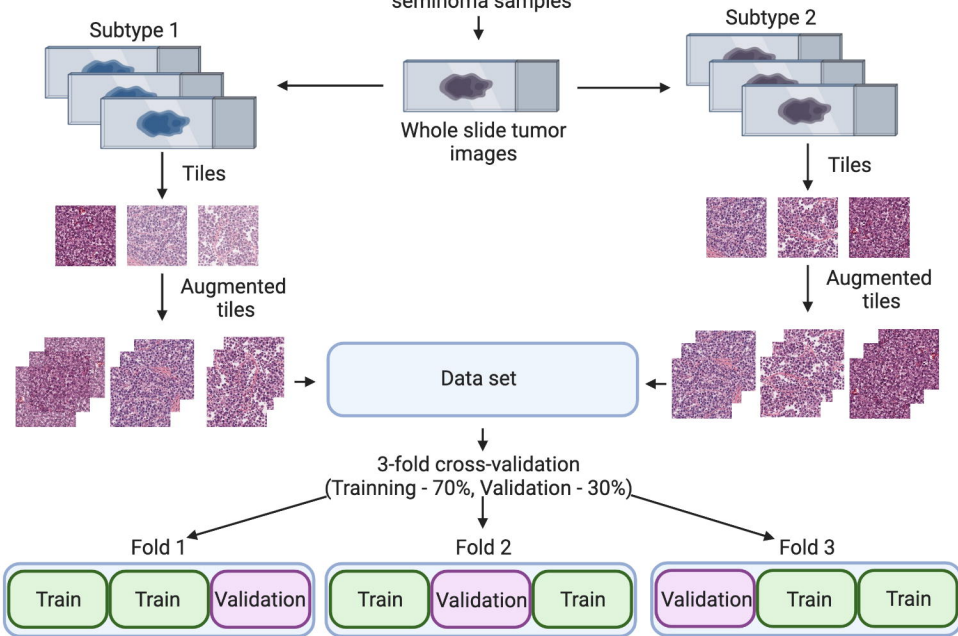 seminoma samples
Subtype 1
Subtype 2
Whole slide tumor
images
Tiles
Tiles
Augmented
tiles
Augmented
tiles
Data set
3-fold cross-validation
(Trainning - 70%, Validation - 30%)
Fold 1
Fold 2
Fold 3
Train
Train
Validation
Train
Validation
Train
Validation
Train
Train